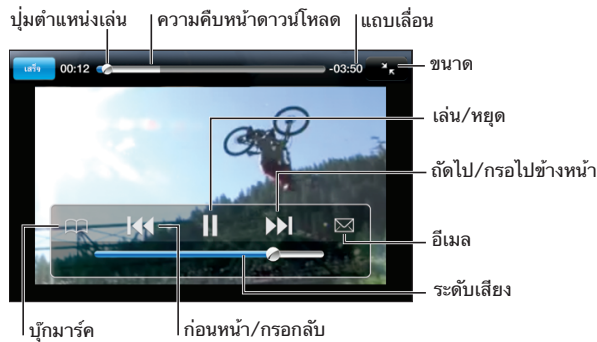 ปุ่มตำแหน่งเล่น ความคืบหน้าดาวน์โหลด แถบเลื่อน
เสร็จ 00:12 -03:50 ขนาด
เล่น/หยุด
ถัดไป/กรอไปข้างหน้า
อีเมล
ระดับเสียง
บุ๊กมาร์ค ก่อนหน้า/กรอกลับ